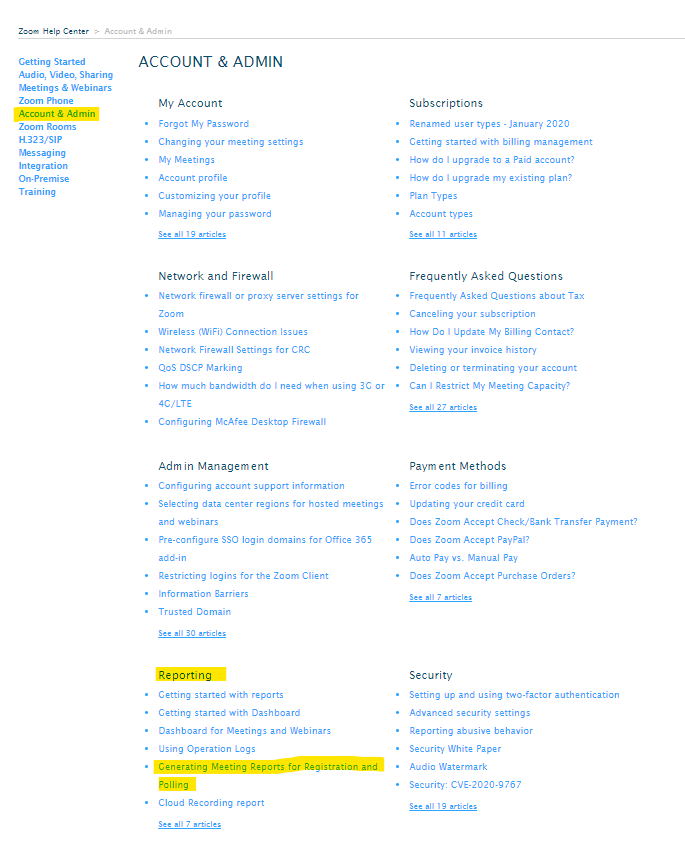 Zoom Help Center > Account & Admin
Getting Started
Audio, Video, Sharing
Meetings & Webinars
Zoom Phone
Account & Admin
Zoom Rooms
H.323/SIP
Messaging
Integration
On-Premise
Training
ACCOUNT & ADMIN
My Account
Forgot My Password
Changing your meeting settings
My Meetings
Account profile
Customizing your profile
Managing your password
See all 19 articles
Subscriptions
Renamed user types - January 2020
Getting started with billing management
How do I upgrade to a Paid account?
How do I upgrade my existing plan?
Plan Types
Account types
See all 11 articles
Network and Firewall
Network firewall or proxy server settings for
Zoom
Wireless (WiFi) Connection Issues
Network Firewall Settings for CRC
QoS DSCP Marking
How much bandwidth do I need when using 3G or
4G/LTE
Configuring McAfee Desktop Firewall
Frequently Asked Questions
Frequently Asked Questions about Tax
Canceling your subscription
How Do I Update My Billing Contact?
Viewing your invoice history
Deleting or terminating your account
Can I Restrict My Meeting Capacity?
See all 27 articles
Admin Management
Configuring account support information
Selecting data center regions for hosted meetings
and webinars
Pre-configure SSO login domains for Office 365
add-in
Restricting logins for the Zoom Client
Information Barriers
Trusted Domain
See all 30 articles
Payment Methods
Error codes for billing
Updating your credit card
Does Zoom Accept Check/Bank Transfer Payment?
Does Zoom Accept PayPal?
Auto Pay vs. Manual Pay
Does Zoom Accept Purchase Orders?
See all 7 articles
Reporting
Getting started with reports
Getting started with Dashboard
Dashboard for Meetings and Webinars
Using Operation Logs
Generating Meeting Reports for Registration and
Polling
Cloud Recording report
See all 7 articles
Security
Setting up and using two-factor authentication
Advanced security settings
Reporting abusive behavior
Security White Paper
Audio Watermark
Security: CVE-2020-9767
See all 19 articles